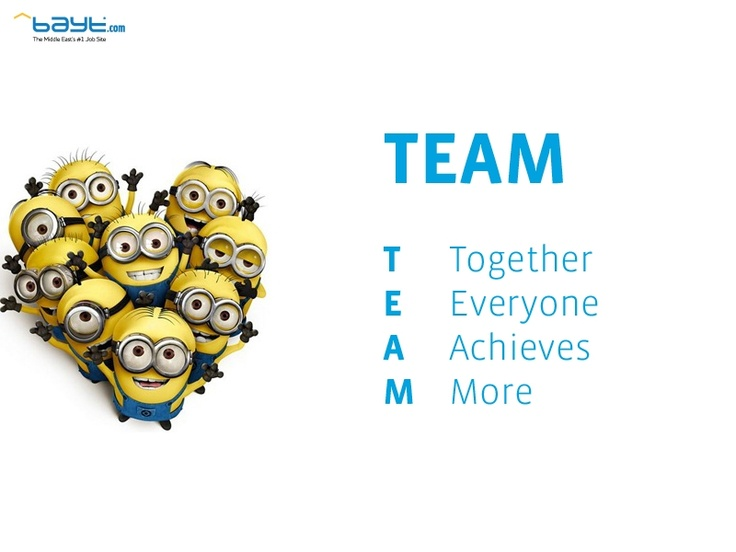 bayt.com
The Middle East's #1 Job Site
TEAM
T Together
E Everyone
A Achieves
M More